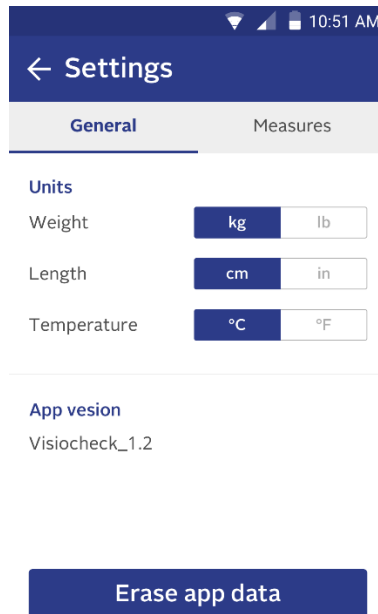 10:51 AM
Settings
General Measures
Units
Weight kg lb
Length cm in
Temperature °C °F
App vesion
Visiocheck_1.2
Erase app data